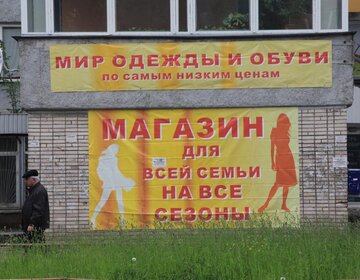 МИР ОДЕЖДЫ И ОБУВИ
ПО САМЫМ НИЗКИМ ЦЕНАМ
МАГАЗИН
ДЛЯ
ВСЕЙ СЕМЬИ
НА ВСЕ
СЕЗОНЫ